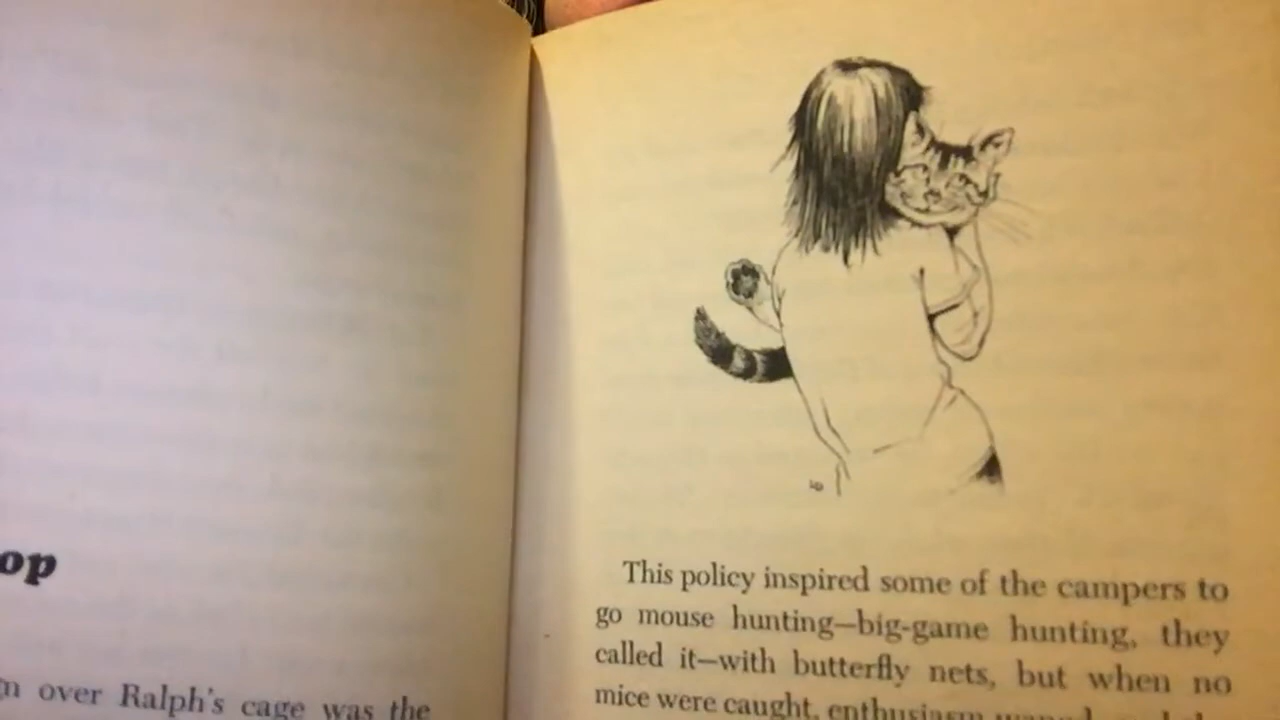 op
n over Ralph's cage was the
This policy inspired some of the campers to
go mouse hunting—big-game hunting, they
called it—with butterfly nets, but when no
mice were caught, enthusiasm waned